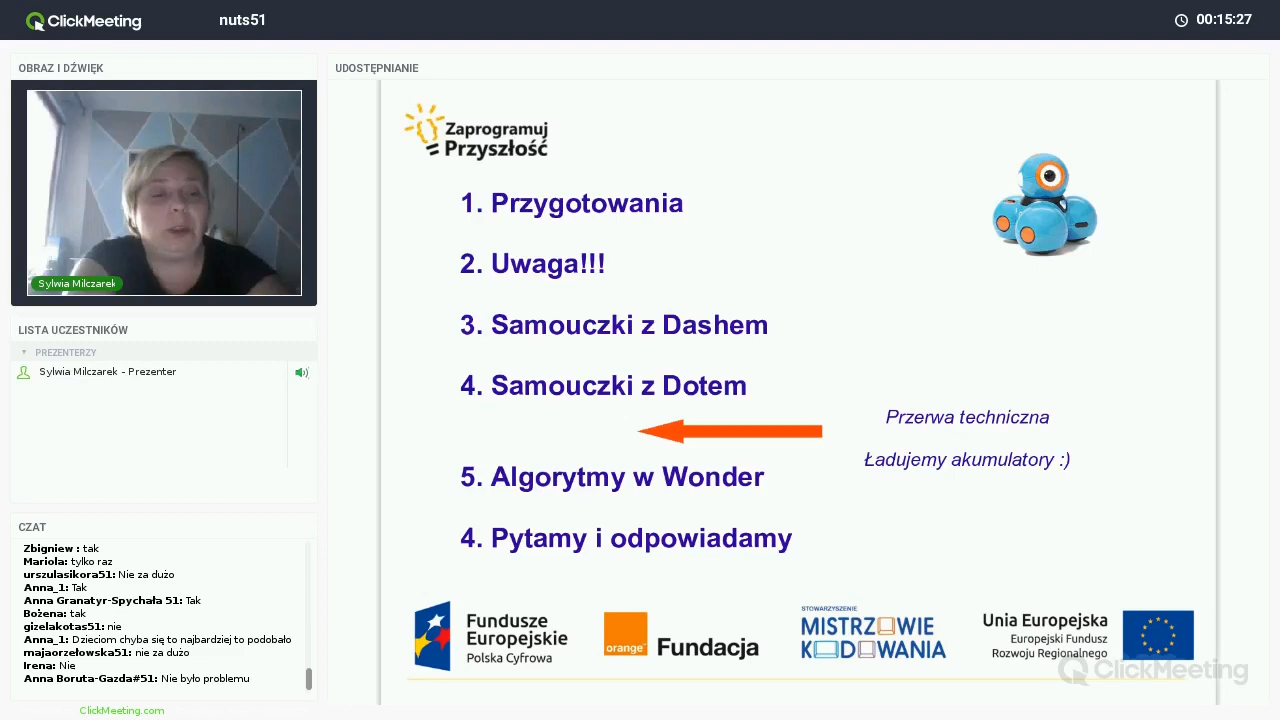 ClickMeeting
nuts51
00:15:27
OBRAZ I DŹWIĘK
Sylwia Milczarek
LISTA UCZESTNIKÓW
PREZENTERZY
Sylwia Milczarek - Prezenter
CZAT
Zbigniew : tak
Mariola: tylko raz
urszulasikora51: Nie za dużo
Anna_1: Tak
Anna Granatyr-Spychała 51: Tak
Bożena: tak
gizelakotas51: nie
Anna_1: Dzieciom chyba się to najbardziej to podobało
majaorzełowska51: nie za dużo
Irena: Nie
Anna Boruta-Gazda#51: Nie było problemu
ClickMeeting.com
UDOSTĘPNIANIE
Zaprogramuj
Przyszłość
1. Przygotowania
2. Uwaga!!!
3. Samouczki z Dashem
4. Samouczki z Dotem
Przerwa techniczna
Ładujemy akumulatory :)
5. Algorytmy w Wonder
4. Pytamy i odpowiadamy
Fundusze
Europejskie
Polska Cyfrowa
orange™
Fundacja
STOWARZYSZENIE
MISTRZOWIE
KODOWANIA
Unia Europejska
Europejski Fundusz
Rozwoju Regionalnego
ClickMeeting